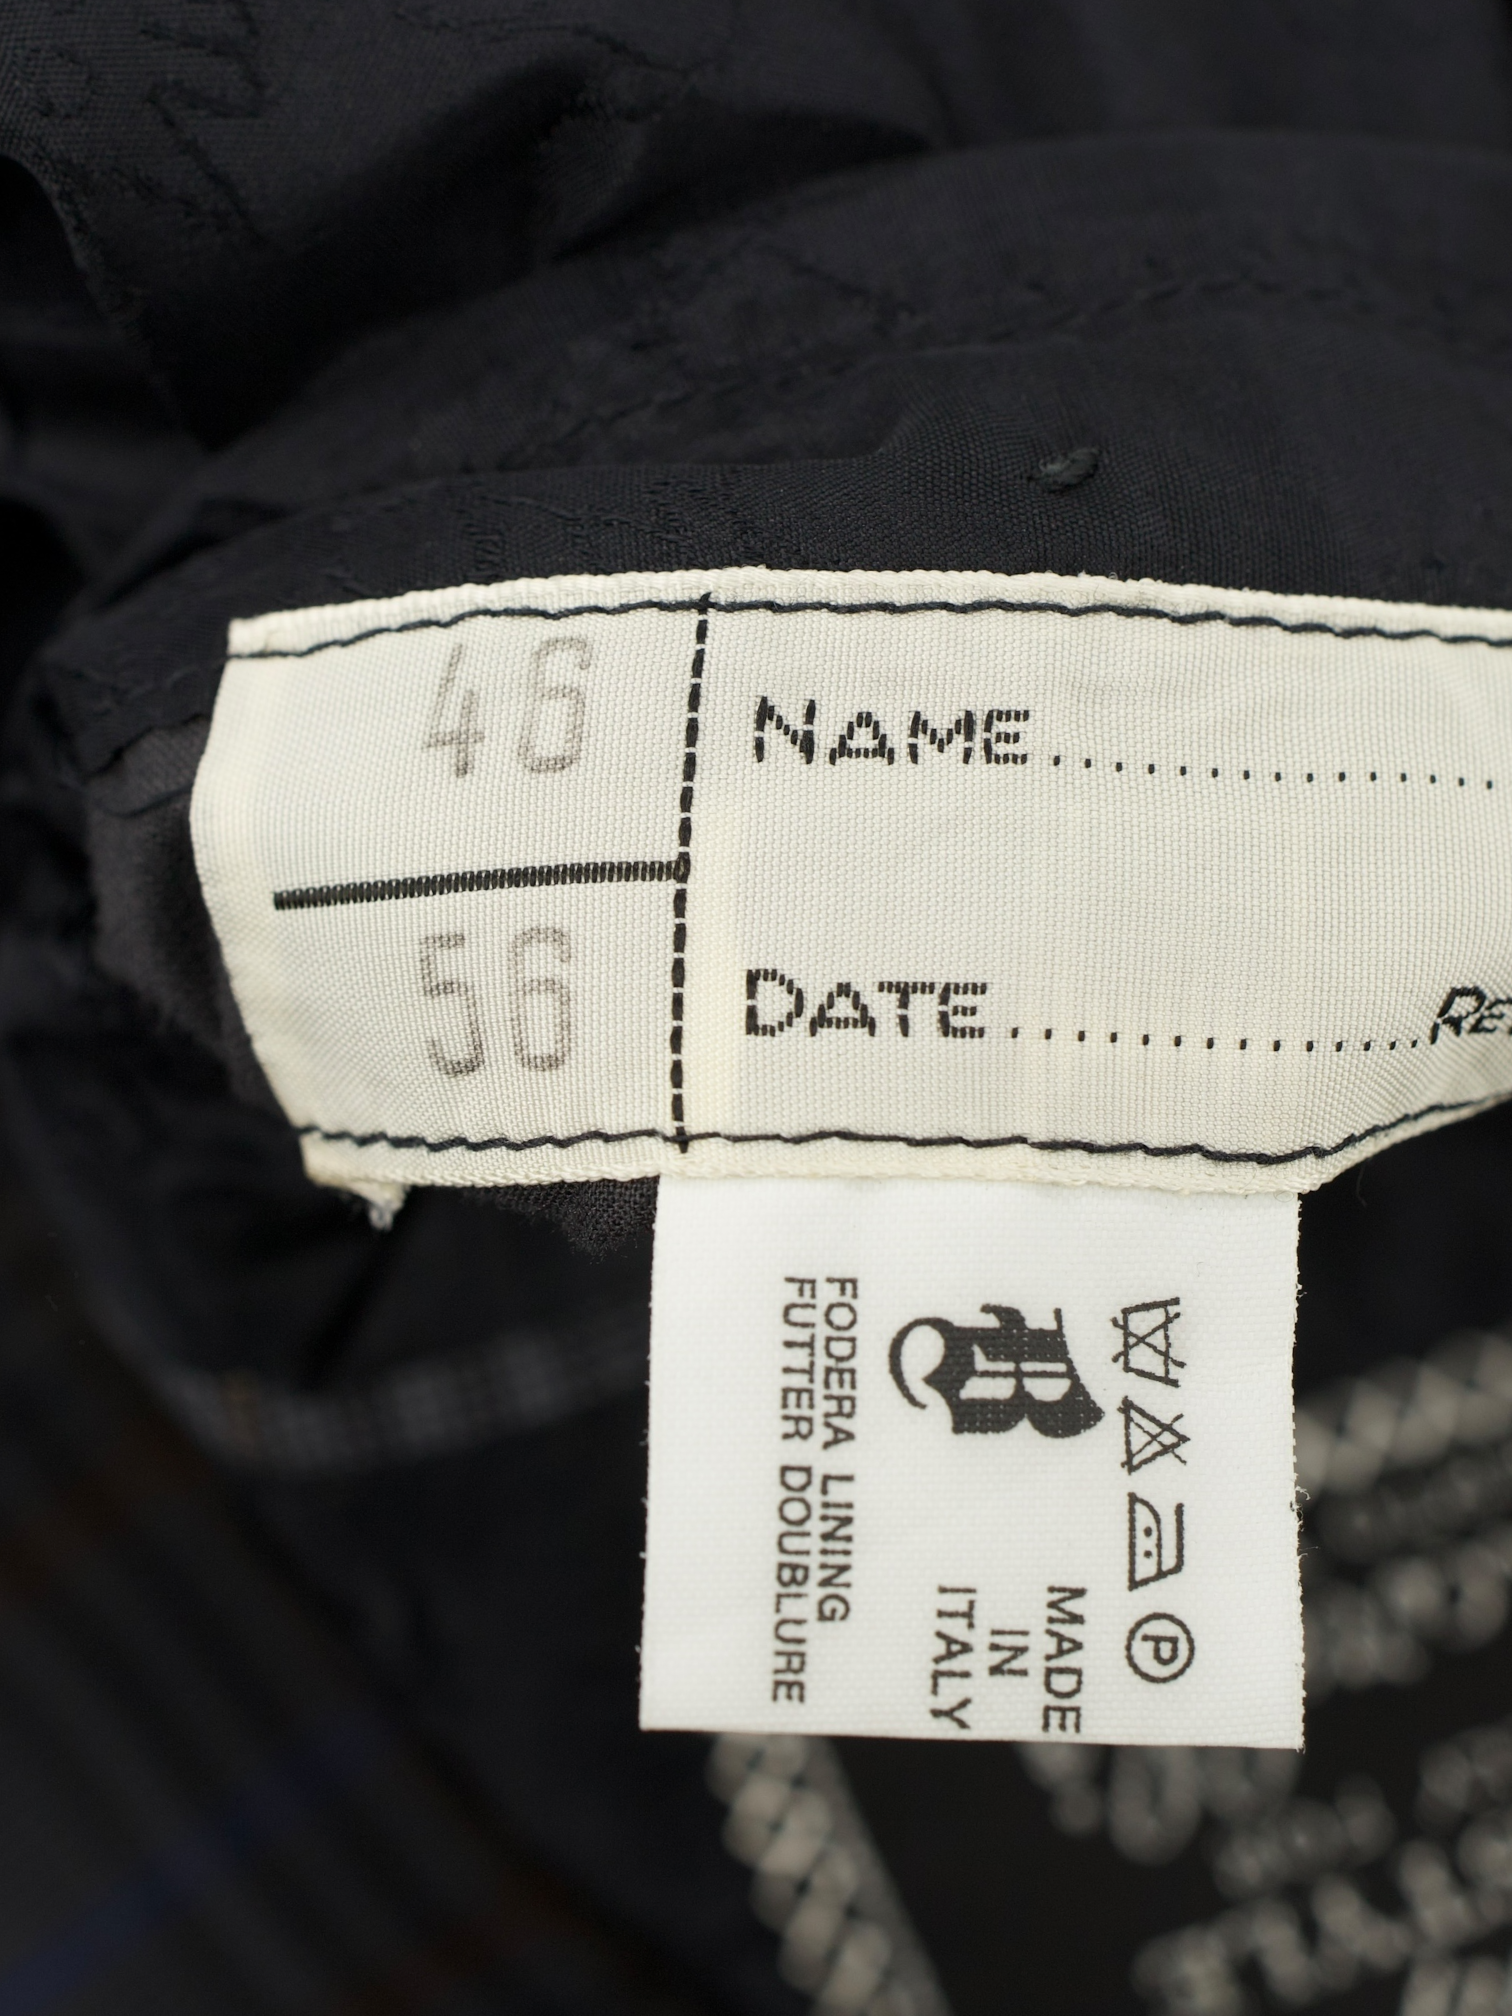 46
56
NAME
DATE
B
MADE
IN
ITALY
FODERA LINING
FUTTER DOUBLURE
P